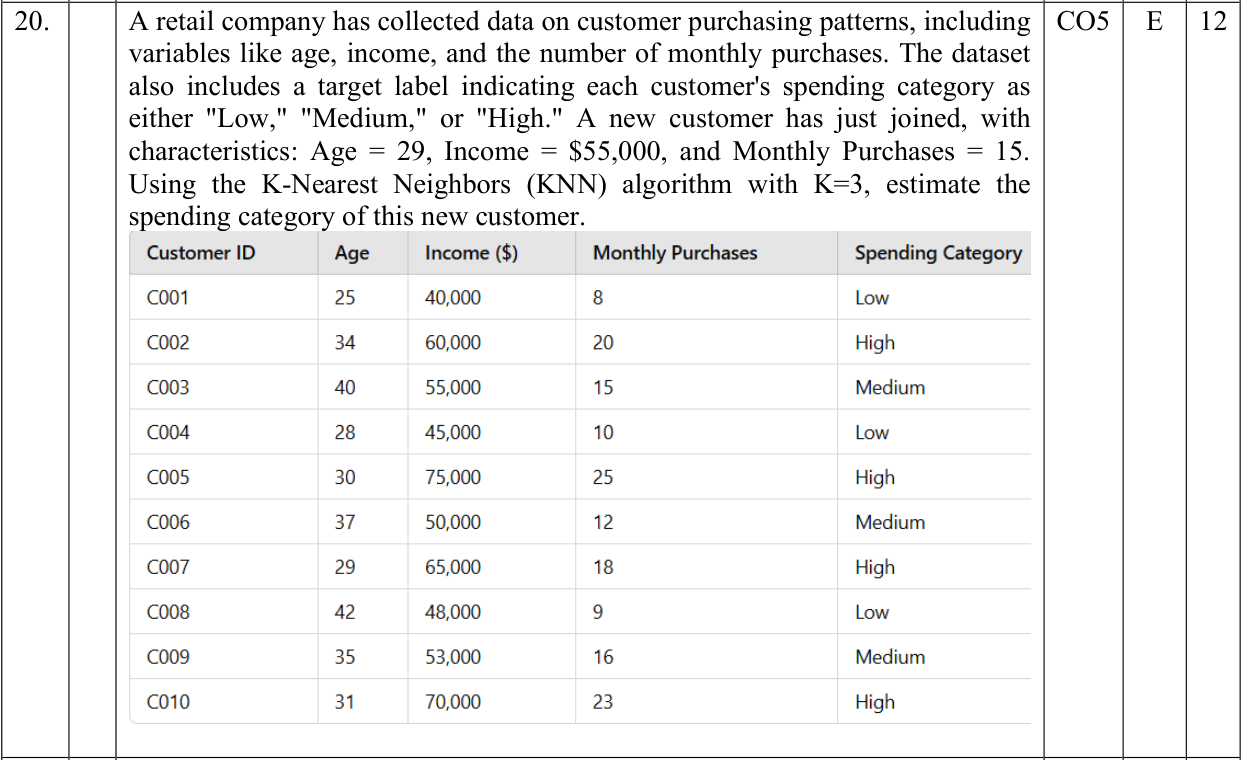 20. A retail company has collected data on customer purchasing patterns, including CO5 E 12
variables like age, income, and the number of monthly purchases. The dataset
also includes a target label indicating each customer's spending category as
either "Low," "Medium," or "High." A new customer has just joined, with
characteristics: Age = 29, Income = $55,000, and Monthly Purchases = 15.
Using the K-Nearest Neighbors (KNN) algorithm with K=3, estimate the
spending category of this new customer.
Customer ID Age Income ($) Monthly Purchases Spending Category
C001 25 40,000 8 Low
C002 34 60,000 20 High
C003 40 55,000 15 Medium
C004 28 45,000 10 Low
C005 30 75,000 25 High
C006 37 50,000 12 Medium
C007 29 65,000 18 High
C008 42 48,000 9 Low
C009 35 53,000 16 Medium
C010 31 70,000 23 High